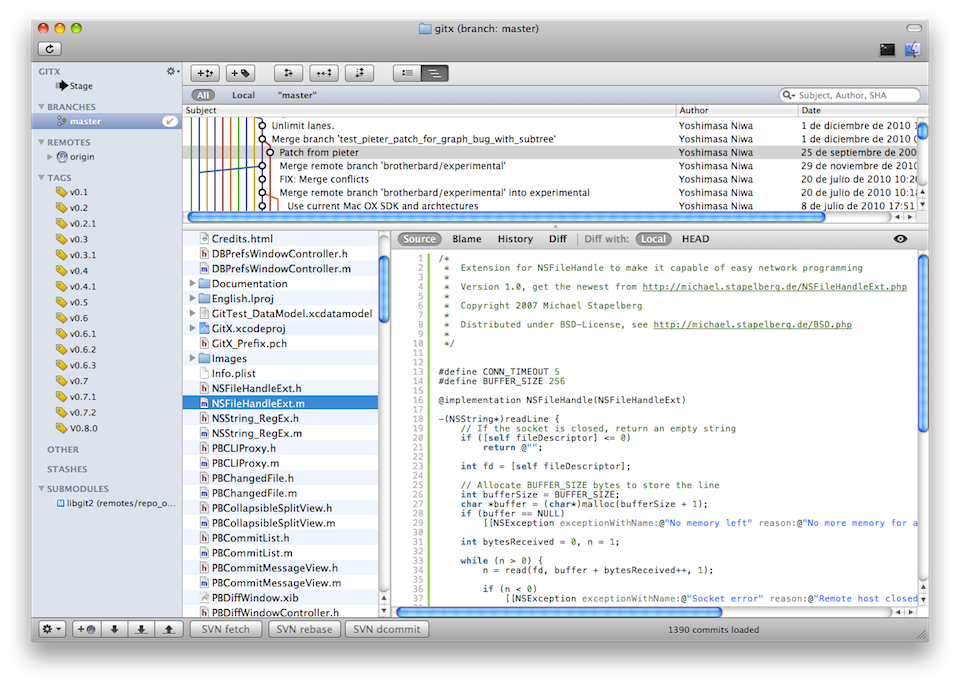 gitx (branch: master)
GITX
Stage
BRANCHES
master
REMOTES
origin
TAGS
v0.1
v0.2
v0.2.1
v0.3
v0.3.1
v0.4
v0.4.1
v0.5
v0.6
v0.6.1
v0.6.2
v0.6.3
v0.7
v0.7.1
v0.7.2
V0.8.0
OTHER
STASHES
SUBMODULES
libgit2 (remotes/repo_o...
All Local "master" Subject, Author, SHA
Subject Author Date
Unlimit lanes. Yoshimasa Niwa 1 de diciembre de 2010 1
Merge branch 'test_pieter_patch_for_graph_bug_with_subtree' Yoshimasa Niwa 1 de diciembre de 2010 0
Patch from pieter Yoshimasa Niwa 25 de septiembre de 200
Merge remote branch 'brotherbard/experimental' Yoshimasa Niwa 29 de noviembre de 2010
FIX: Merge conflicts Yoshimasa Niwa 20 de julio de 2010 10:20
Merge remote branch 'brotherbard/experimental' into experimental Yoshimasa Niwa 20 de julio de 2010 10:18
Use current Mac OX SDK and archtectures Yoshimasa Niwa 8 de julio de 2010 17:51
Credits.html
DBPrefsWindowController.h
DBPrefsWindowController.m
Documentation
English.lproj
GitTest_DataModel.xcdatamodel
GitX.xcodeproj
GitX_Prefix.pch
Images
Info.plist
NSFileHandleExt.h
NSFileHandleExt.m
NSString_RegEx.h
NSString_RegEx.m
PBCLIProxy.h
PBCLIProxy.m
PBChangedFile.h
PBChangedFile.m
PBCollapsibleSplitView.h
PBCollapsibleSplitView.m
PBCommitList.h
PBCommitList.m
PBCommitMessageView.h
PBCommitMessageView.m
PBDiffWindow.xib
PBDiffWindowController.h
Source Blame History Diff Diff with: Local HEAD
1 /*
2 * Extension for NSFileHandle to make it capable of easy network programming
3 *
4 * Version 1.0, get the newest from http://michael.stapelberg.de/NSFileHandleExt.php
5 *
6 * Copyright 2007 Michael Stapelberg
7 *
8 * Distributed under BSD-License, see http://michael.stapelberg.de/BSD.php
9 *
10 */
11
12
13 #define CONN_TIMEOUT 5
14 #define BUFFER_SIZE 256
15
16 @implementation NSFileHandle(NSFileHandleExt)
17
18 -(NSString*)readLine {
19 // If the socket is closed, return an empty string
20 if ([self fileDescriptor] <= 0)
21 return @"";
22
23 int fd = [self fileDescriptor];
24
25 // Allocate BUFFER_SIZE bytes to store the line
26 int bufferSize = BUFFER_SIZE;
27 char *buffer = (char*)malloc(bufferSize + 1);
28 if (buffer == NULL)
29 [[NSException exceptionWithName:@"No memory left" reason:@"No more memory for a
30
31 int bytesReceived = 0, n = 1;
32
33 while (n > 0) {
34 n = read(fd, buffer + bytesReceived++, 1);
35
36 if (n < 0)
37 [[NSException exceptionWithName:@"Socket error" reason:@"Remote host closed
SVN fetch SVN rebase SVN dcommit 1390 commits loaded